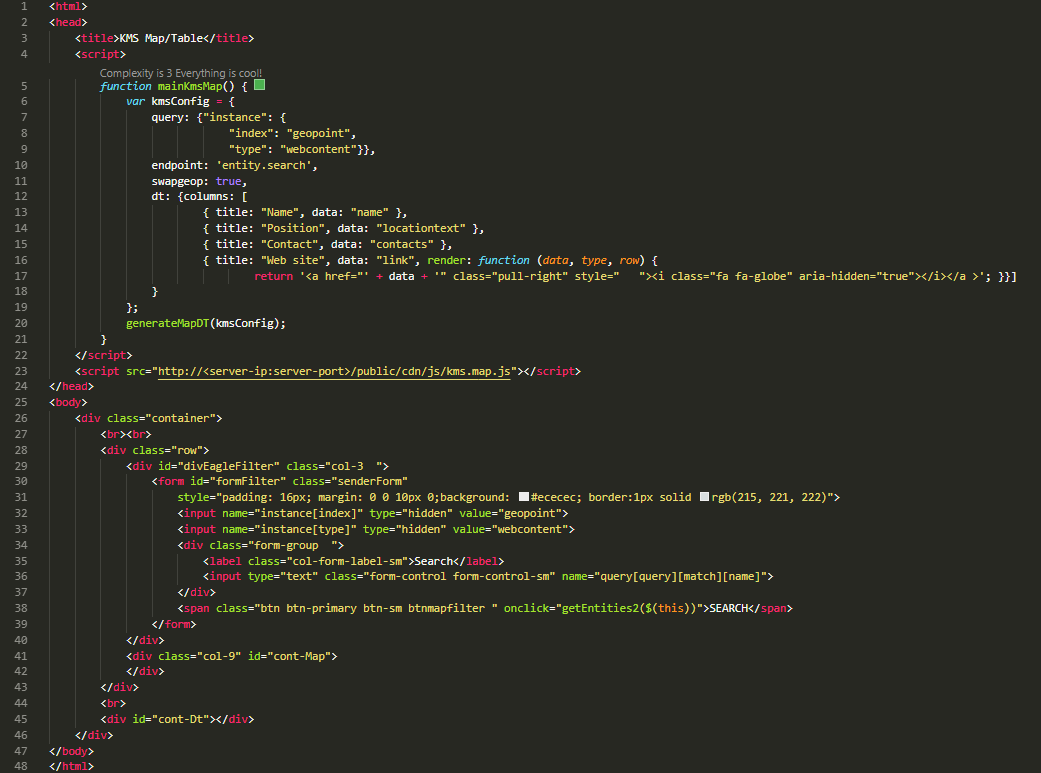 1 <html>
2 <head>
3 <title>KMS Map/Table</title>
4 <script>
Complexity is 3 Everything is cool!
5 function mainKmsMap() {
6 var kmsConfig = {
7 query: {"instance": {
8 "index": "geopoint",
9 "type": "webcontent"}},
10 endpoint: 'entity.search',
11 swapgeop: true,
12 dt: {columns: [
13 { title: "Name", data: "name" },
14 { title: "Position", data: "locationtext" },
15 { title: "Contact", data: "contacts" },
16 { title: "Web site", data: "link", render: function (data, type, row) {
17 return '<a href="' + data + '" class="pull-right" style="   "><i class="fa fa-globe" aria-hidden="true"></i></a >'; }}]
18 }
19 };
20 generateMapDT(kmsConfig);
21 }
22 </script>
23 <script src="http://<server-ip:server-port>/public/cdn/js/kms.map.js"></script>
24 </head>
25 <body>
26 <div class="container">
27 <br><br>
28 <div class="row">
29 <div id="divEagleFilter" class="col-3  ">
30 <form id="formFilter" class="senderForm"
31 style="padding: 16px; margin: 0 0 10px 0;background: #ececec; border:1px solid rgb(215, 221, 222)">
32 <input name="instance[index]" type="hidden" value="geopoint">
33 <input name="instance[type]" type="hidden" value="webcontent">
34 <div class="form-group  ">
35 <label class="col-form-label-sm">Search</label>
36 <input type="text" class="form-control form-control-sm" name="query[query][match][name]">
37 </div>
38 <span class="btn btn-primary btn-sm btnmapfilter " onclick="getEntities2($(this))">SEARCH</span>
39 </form>
40 </div>
41 <div class="col-9" id="cont-Map">
42 </div>
43 </div>
44 <br>
45 <div id="cont-Dt"></div>
46 </div>
47 </body>
48 </html>